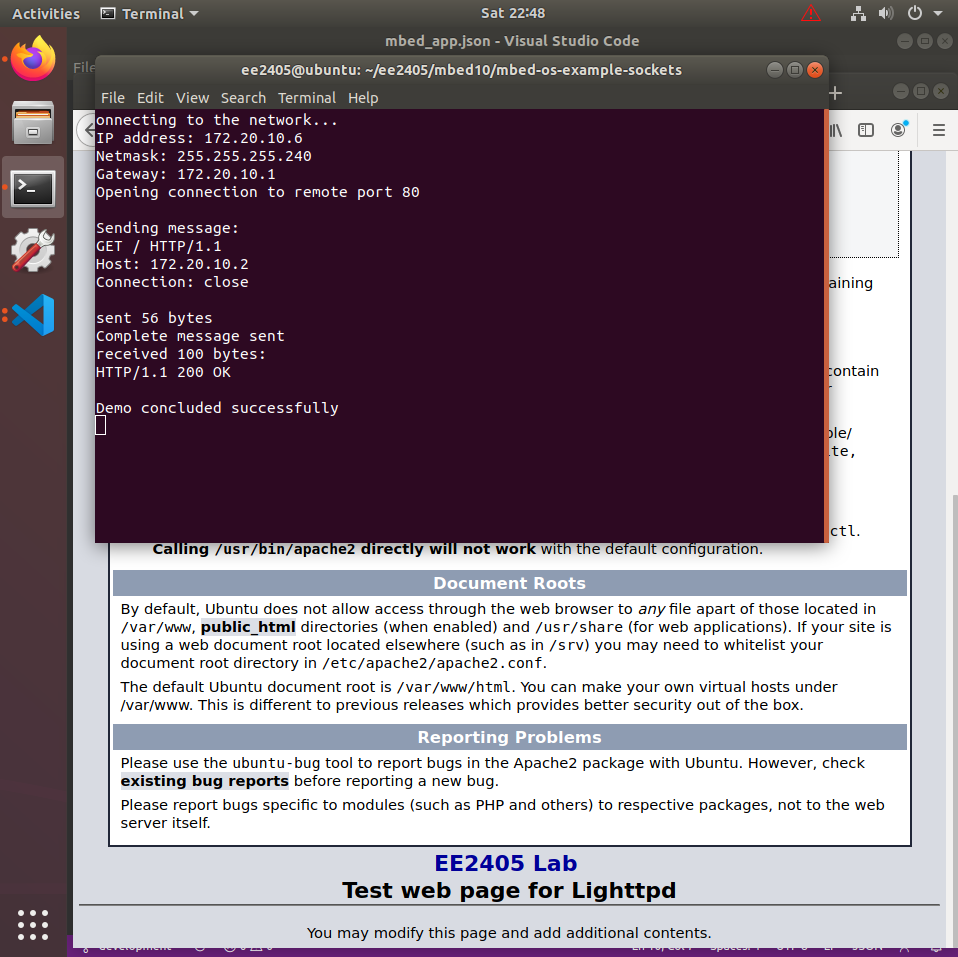 Activities Terminal Sat 22:48
mbed_app.json - Visual Studio Code
File
ee2405@ubuntu: ~/ee2405/mbed10/mbed-os-example-sockets
File Edit View Search Terminal Help
onnecting to the network...
IP address: 172.20.10.6
Netmask: 255.255.255.240
Gateway: 172.20.10.1
Opening connection to remote port 80
Sending message:
GET / HTTP/1.1
Host: 172.20.10.2
Connection: close
sent 56 bytes
Complete message sent
received 100 bytes:
HTTP/1.1 200 OK
Demo concluded successfully
aining
contain
ble/
ite,
ctl.
Calling /usr/bin/apache2 directly will not work with the default configuration.
Document Roots
By default, Ubuntu does not allow access through the web browser to any file apart of those located in
/var/www, public_html directories (when enabled) and /usr/share (for web applications). If your site is
using a web document root located elsewhere (such as in /srv) you may need to whitelist your
document root directory in /etc/apache2/apache2.conf.
The default Ubuntu document root is /var/www/html. You can make your own virtual hosts under
/var/www. This is different to previous releases which provides better security out of the box.
Reporting Problems
Please use the ubuntu-bug tool to report bugs in the Apache2 package with Ubuntu. However, check
existing bug reports before reporting a new bug.
Please report bugs specific to modules (such as PHP and others) to respective packages, not to the web
server itself.
EE2405 Lab
Test web page for Lighttpd
You may modify this page and add additional contents.